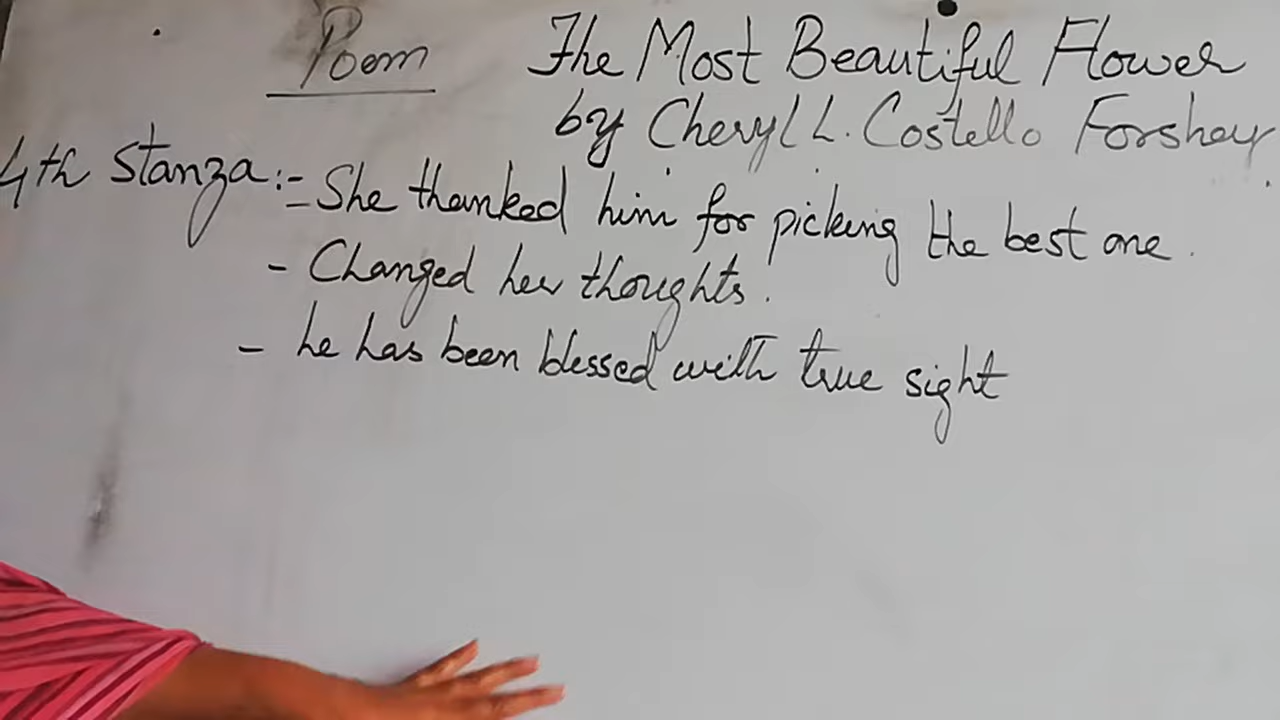 Poem
The Most Beautiful Flower
by Cheryl L. Costello Forshey
4th Stanza :- - She thanked him for picking the best one.
- Changed her thoughts.
- he has been blessed with true sight